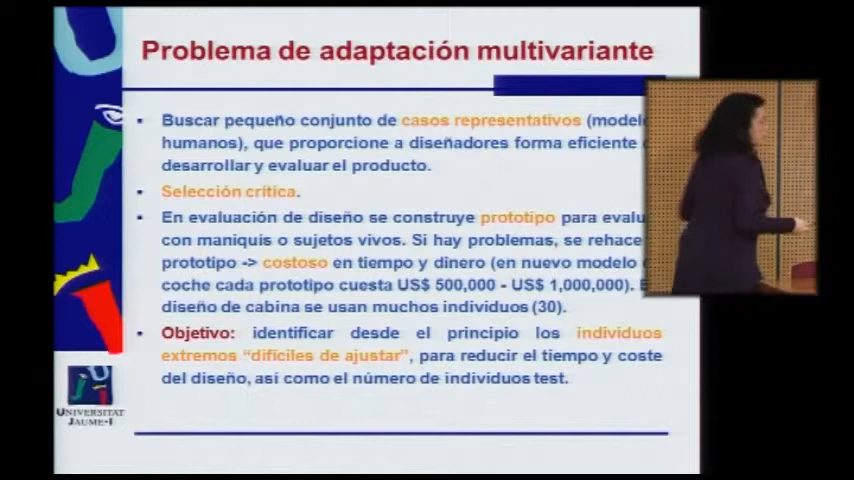 Problema de adaptación multivariante
▪ Buscar pequeño conjunto de casos representativos (model
humanos), que proporcione a diseñadores forma eficiente
desarrollar y evaluar el producto.
▪ Selección crítica.
▪ En evaluación de diseño se construye prototipo para evalu
con maniquis o sujetos vivos. Si hay problemas, se rehace
prototipo -> costoso en tiempo y dinero (en nuevo modelo
coche cada prototipo cuesta US$ 500,000 - US$ 1,000,000).
diseño de cabina se usan muchos individuos (30).
▪ Objetivo: identificar desde el principio los individuos
extremos “difíciles de ajustar”, para reducir el tiempo y coste
del diseño, así como el número de individuos test.
UNIVERSITAT
JAUME·I